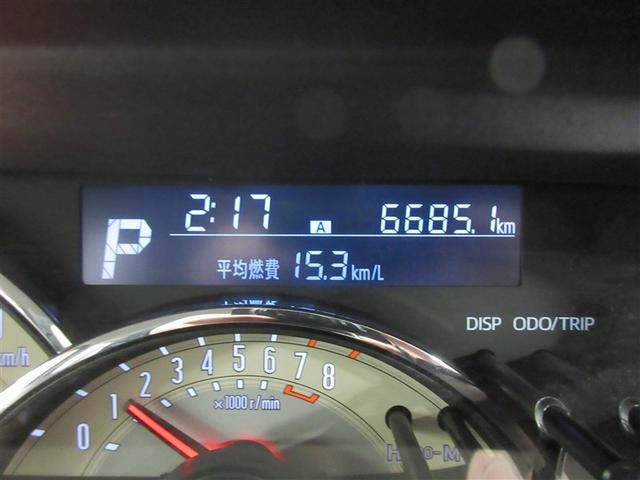 2:17 A 6685.1km
P
平均燃費 15.3km/L
DISP ODO/TRIP
km/h
0 1 2 3 4 5 6 7 8
×1000 r/min